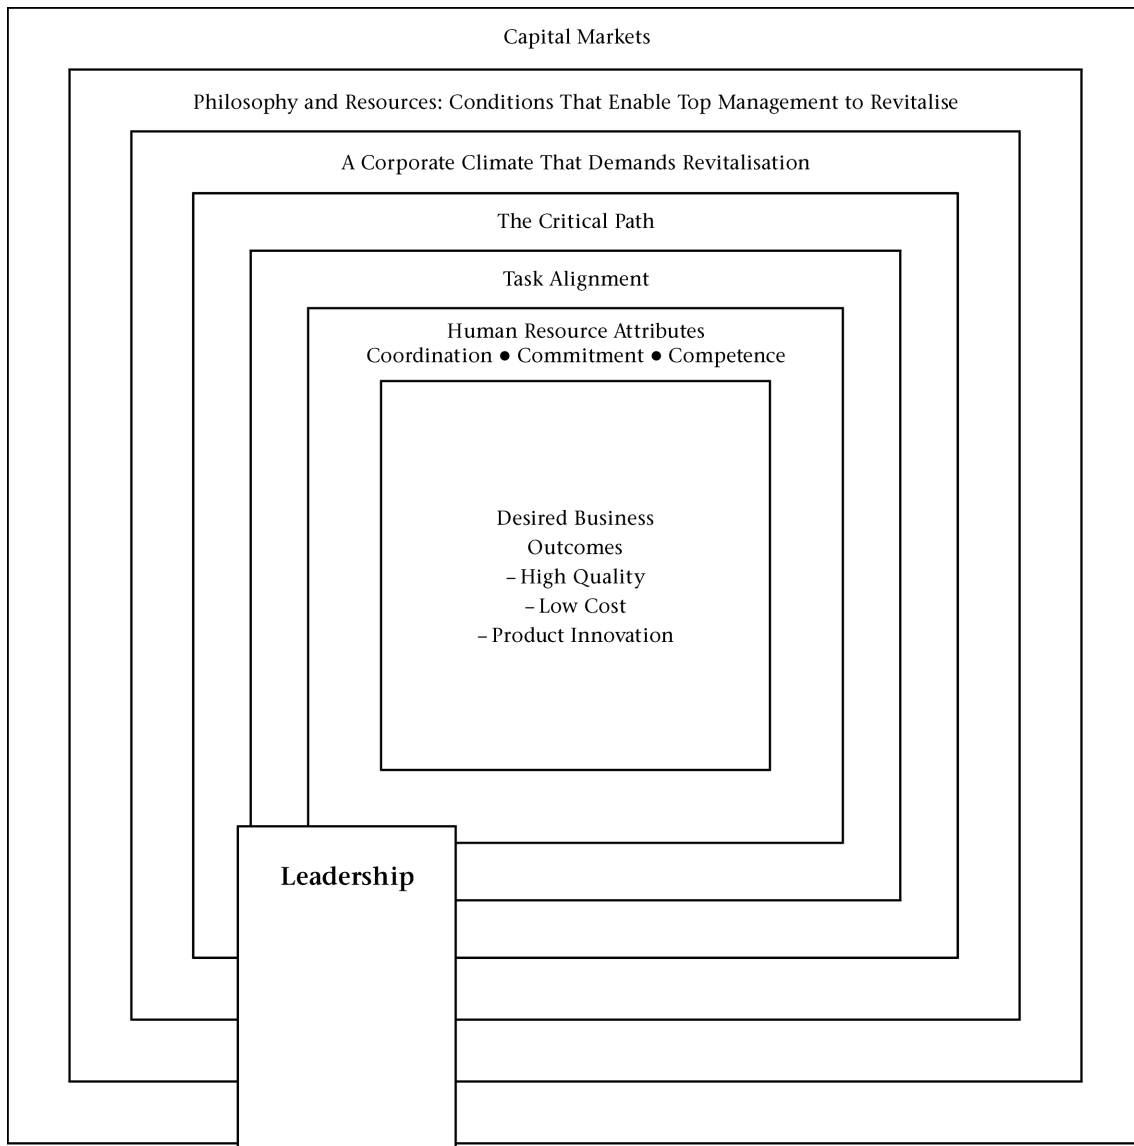 Capital Markets
Philosophy and Resources: Conditions That Enable Top Management to Revitalise
A Corporate Climate That Demands Revitalisation
The Critical Path
Task Alignment
Human Resource Attributes
Coordination ● Commitment ● Competence
Desired Business
Outcomes
– High Quality
– Low Cost
– Product Innovation
Leadership